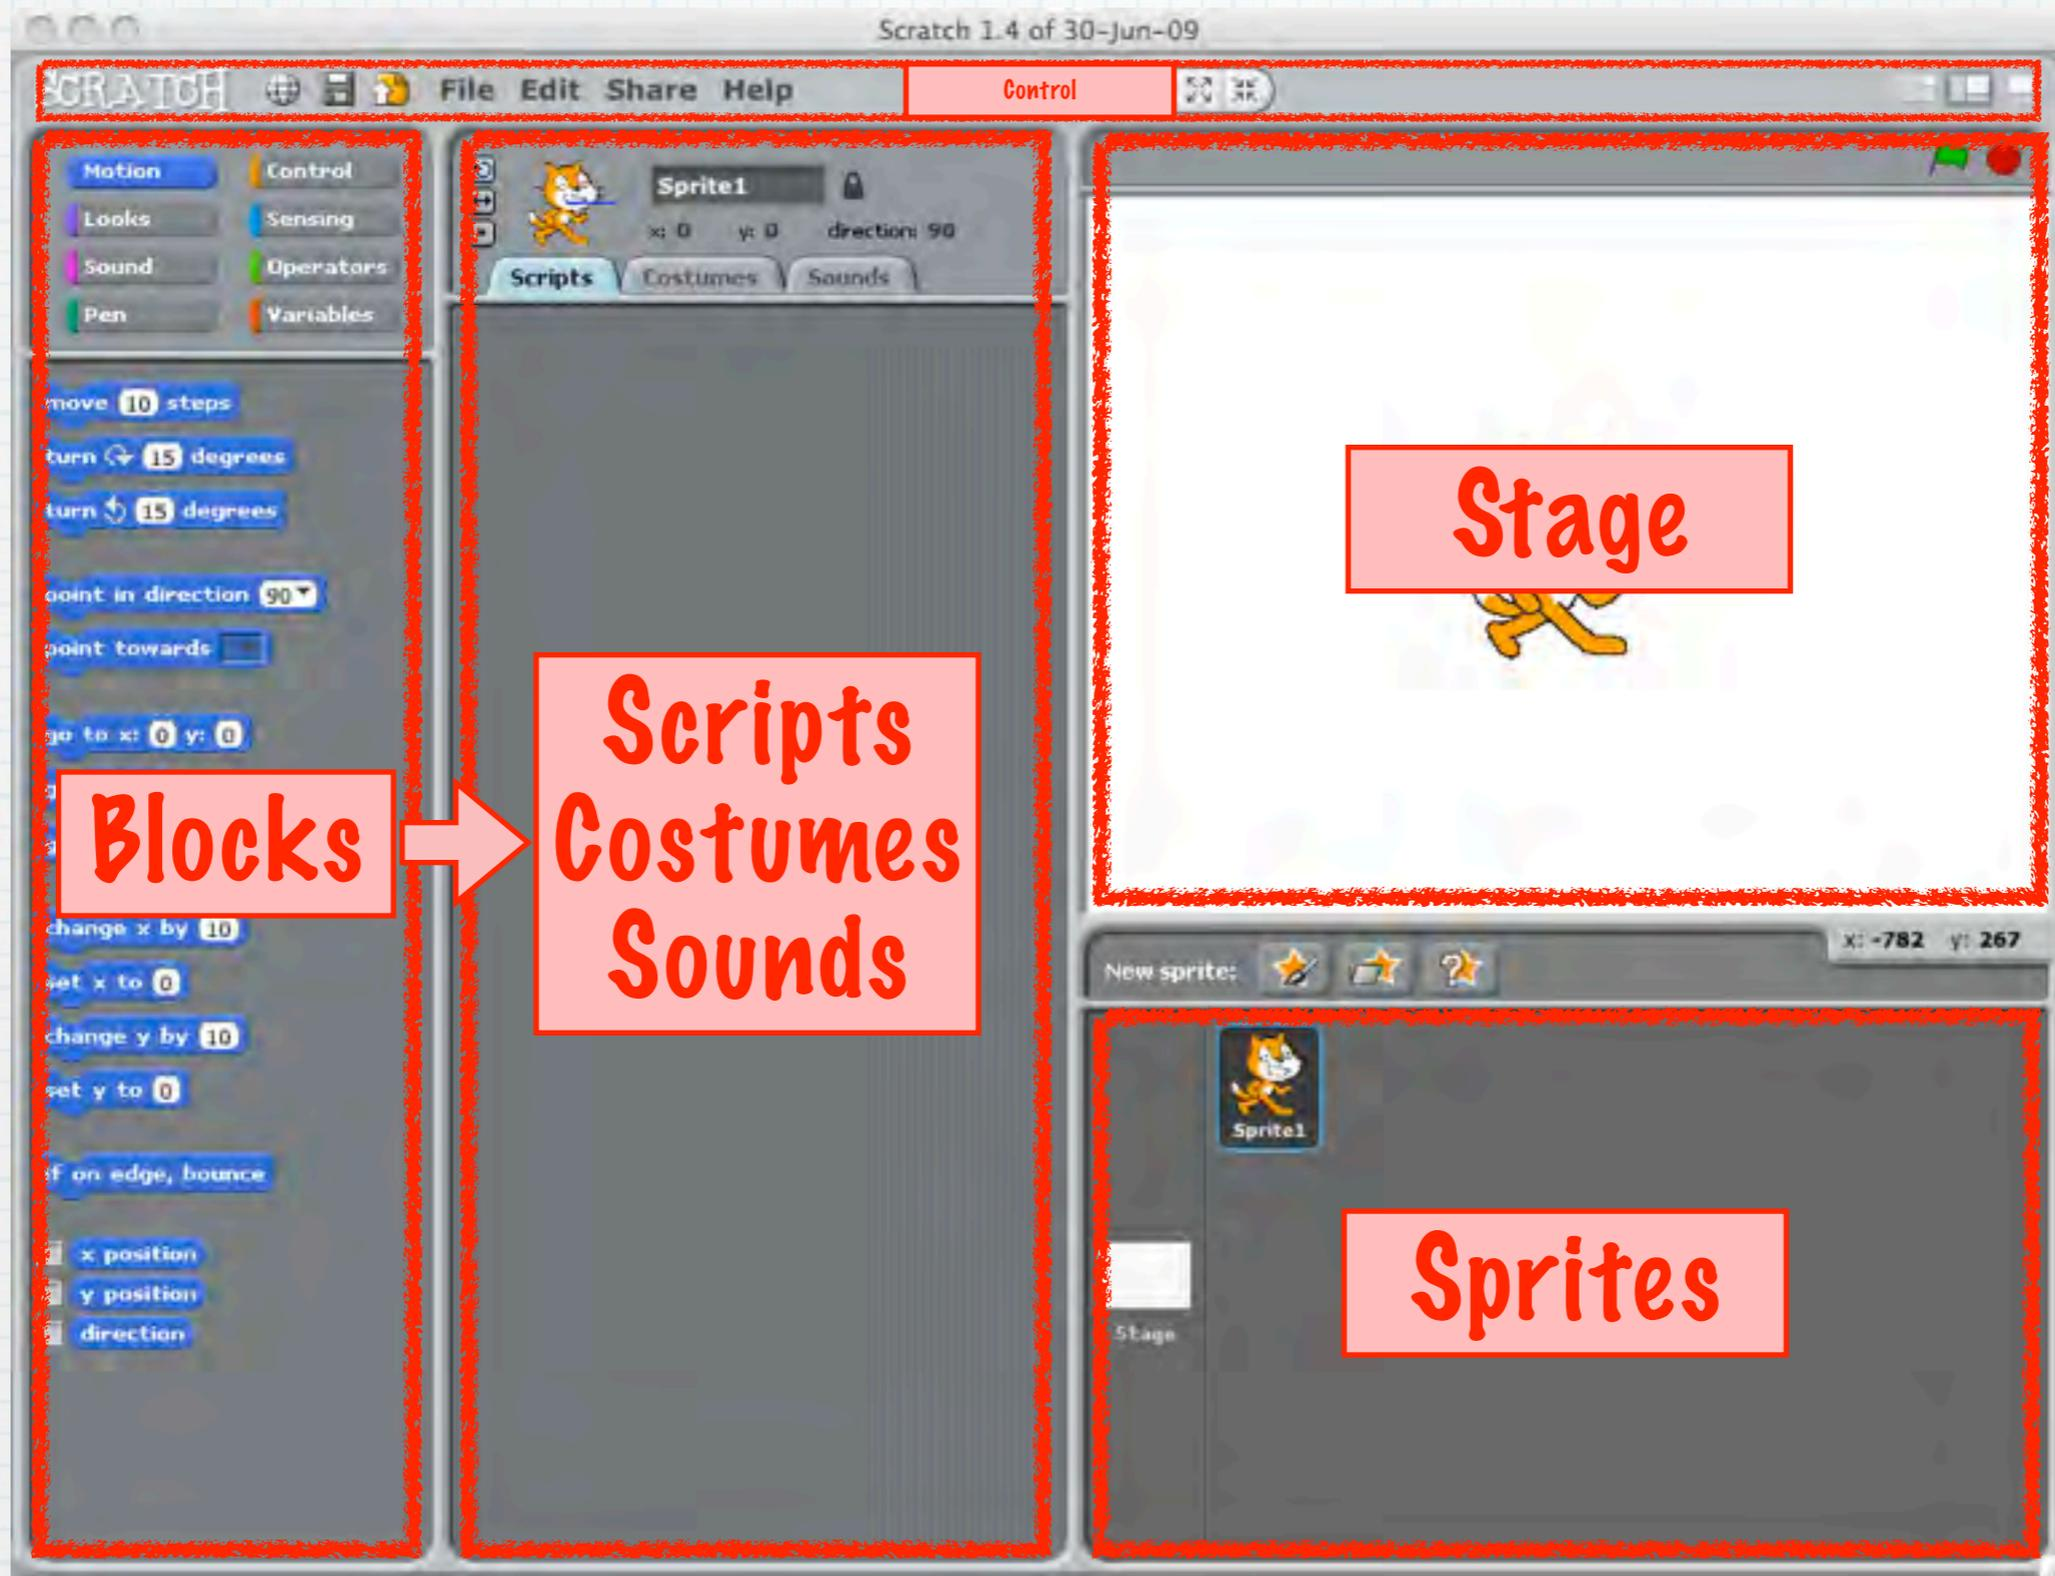 Scratch 1.4 of 30-Jun-09
SCRATCH File Edit Share Help Control
Motion Control
Looks Sensing
Sound Operators
Pen Variables
move 10 steps
turn 15 degrees
turn 15 degrees
point in direction 90
point towards
go to x: 0 y: 0
Blocks
change x by 10
set x to 0
change y by 10
set y to 0
if on edge, bounce
x position
y position
direction
Sprite1
x: 0 y: 0 direction: 90
Scripts Costumes Sounds
Scripts
Costumes
Sounds
Stage
x: -782 y: 267
New sprite:
Sprite1
Stage
Sprites